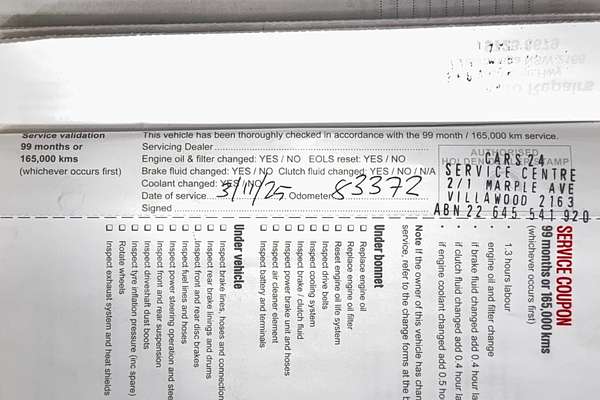 Service validation
99 months or
165,000 kms
(whichever occurs first)
This vehicle has been thoroughly checked in accordance with the 99 month / 165,000 km service.
Servicing Dealer
Engine oil & filter changed: YES / NO EOLS reset: YES / NO
Brake fluid changed: YES / NO Clutch fluid changed: YES / NO / N/A
Coolant changed: YES / NO
Date of service 3/11/25 Odometer 83372
Signed
AUTHORISED
CARS 24
SERVICE CENTRE
2/1 MARPLE AVE
VILLAWOOD 2163
ABN 22 645 541 920
SERVICE COUPON
99 months or 165,000 kms
(whichever occurs first)
• 1.3 hours labour
• engine oil and filter change
• if brake fluid changed add 0.4 hour
• if clutch fluid changed add 0.4 hour
• if engine coolant changed add 0.5
Note If the owner of this vehicle has
service, refer to the change forms at the
Under bonnet
Replace engine oil
Replace engine oil filter
Reset engine oil life system
Inspect drive belts
Inspect cooling system
Inspect brake / clutch fluid
Inspect power brake unit and hoses
Inspect air cleaner element
Inspect battery and terminals
Under vehicle
Inspect brake lines, hoses and
Inspect rear brake linings and drums
Inspect front and rear disc brakes
Inspect fuel lines and hoses
Inspect power steering operation and
Inspect front and rear suspension
Inspect driveshaft dust boots
Inspect tyre inflation pressure (inc spare)
Rotate wheels
Inspect exhaust system and heat shields